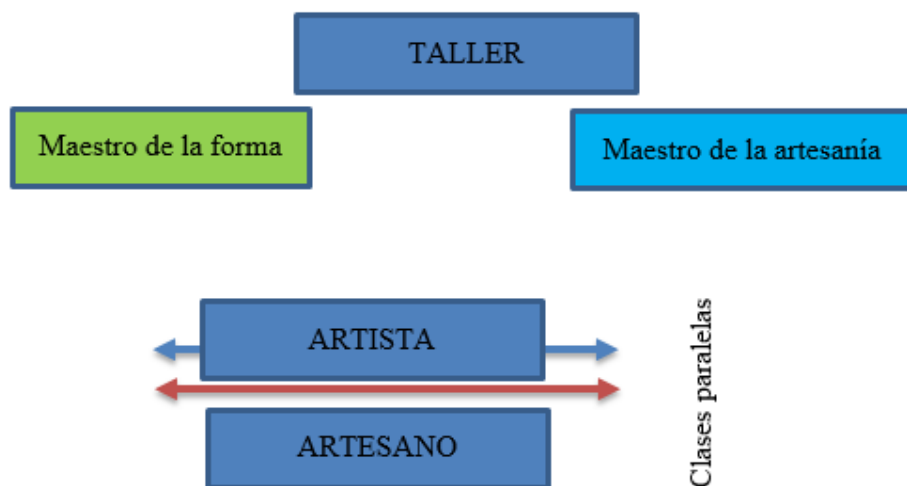 TALLER
Maestro de la forma
Maestro de la artesanía
ARTISTA
ARTESANO
Clases paralelas